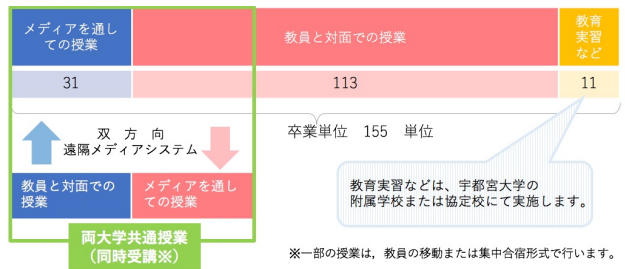 メディアを通し
ての授業
教員と対面での授業
教育
実習
など
31
113
11
双 方 向
遠隔メディアシステム
卒業単位 155 単位
教員と対面での
授業
メディアを通し
ての授業
教育実習などは、宇都宮大学の
附属学校または協定校にて実施します。
両大学共通授業
(同時受講※)
※一部の授業は，教員の移動または集中合宿形式で行います。